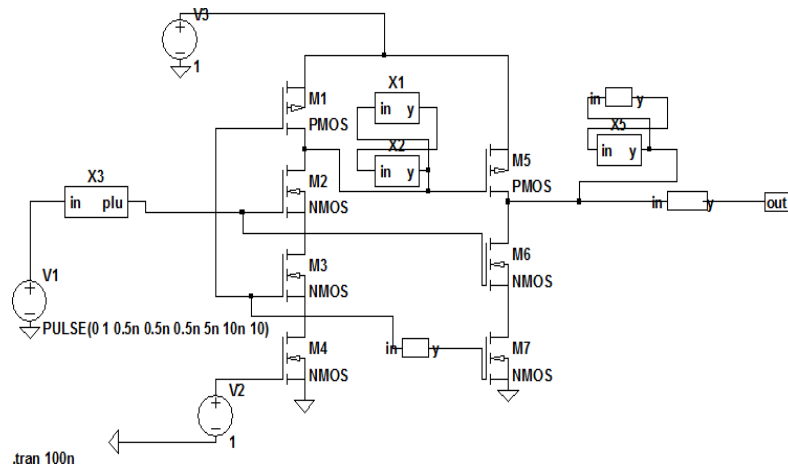 V3
1
M1
PMOS
X1
in y
X2
in y
in y
X5
in y
M5
PMOS
X3
in plu
M2
NMOS
in y
out
M6
NMOS
M3
NMOS
V1
PULSE(0 1 0.5n 0.5n 0.5n 5n 10n 10)
M4
NMOS
in y
M7
NMOS
V2
1
.tran 100n